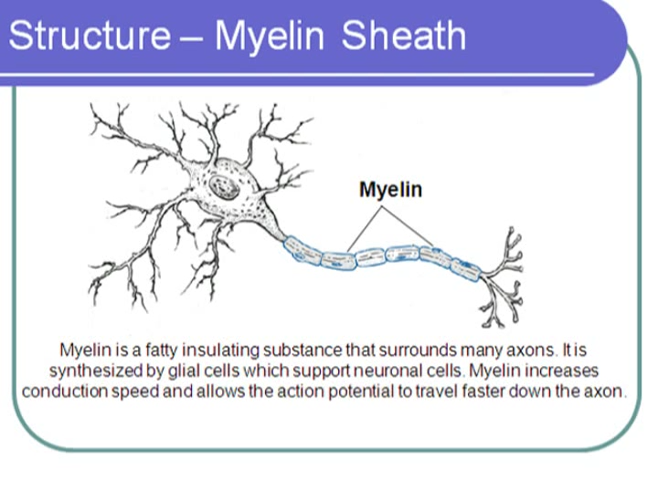 Structure – Myelin Sheath
Myelin
Myelin is a fatty insulating substance that surrounds many axons. It is
synthesized by glial cells which support neuronal cells. Myelin increases
conduction speed and allows the action potential to travel faster down the axon.